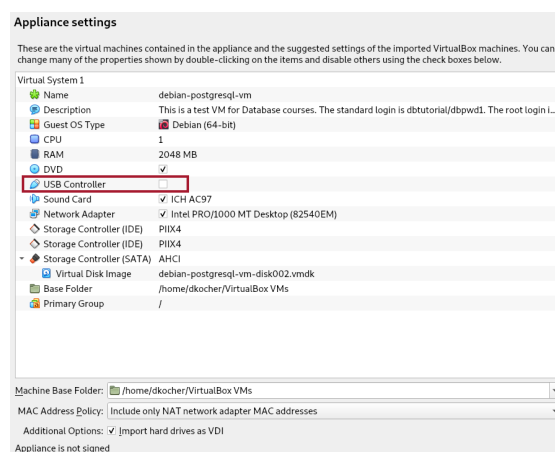 Appliance settings
These are the virtual machines contained in the appliance and the suggested settings of the imported VirtualBox machines. You can
change many of the properties shown by double-clicking on the items and disable others using the check boxes below.
Virtual System 1
Name debian-postgresql-vm
Description This is a test VM for Database courses. The standard login is dbtutorial/dbpwd1. The root login i...
Guest OS Type Debian (64-bit)
CPU 1
RAM 2048 MB
DVD
USB Controller
Sound Card ICH AC97
Network Adapter Intel PRO/1000 MT Desktop (82540EM)
Storage Controller (IDE) PIIX4
Storage Controller (IDE) PIIX4
Storage Controller (SATA) AHCI
Virtual Disk Image debian-postgresql-vm-disk002.vmdk
Base Folder /home/dkocher/VirtualBox VMs
Primary Group /
Machine Base Folder: /home/dkocher/VirtualBox VMs
MAC Address Policy: Include only NAT network adapter MAC addresses
Additional Options: Import hard drives as VDI
Appliance is not signed